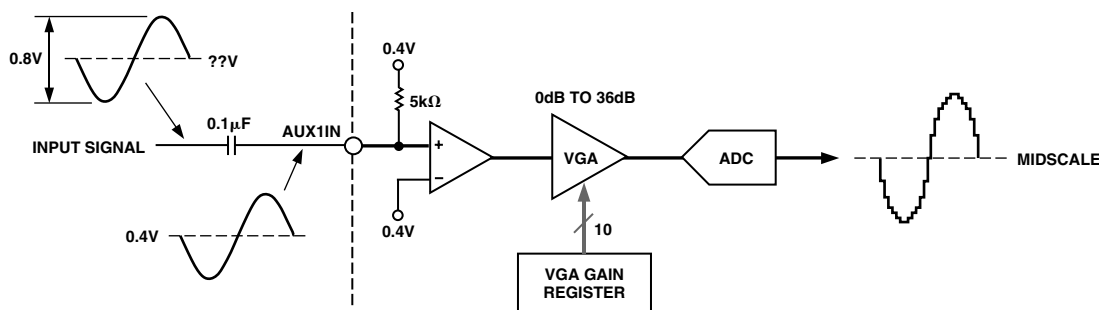 0.8V
??V
0.4V
5kΩ
0dB TO 36dB
0.1μF
AUX1IN
INPUT SIGNAL
+
–
VGA
ADC
MIDSCALE
0.4V
0.4V
10
VGA GAIN
REGISTER